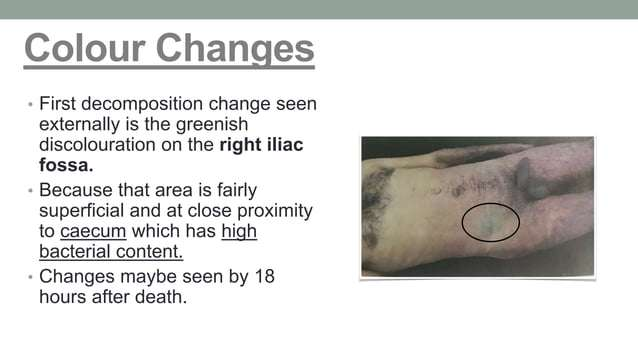 Colour Changes
• First decomposition change seen
externally is the greenish
discolouration on the right iliac
fossa.
• Because that area is fairly
superficial and at close proximity
to caecum which has high
bacterial content.
• Changes maybe seen by 18
hours after death.